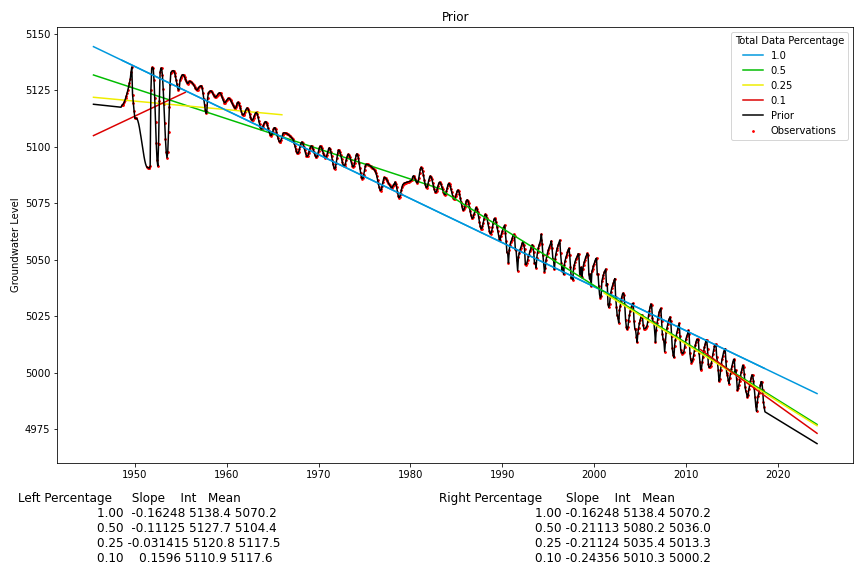 Prior
5150
5125
5100
5075
5050
5025
5000
4975
Groundwater Level
Total Data Percentage
1.0
0.5
0.25
0.1
Prior
Observations
1950 1960 1970 1980 1990 2000 2010 2020
Left Percentage Slope Int Mean
1.00 -0.16248 5138.4 5070.2
0.50 -0.11125 5127.7 5104.4
0.25 -0.031415 5120.8 5117.5
0.10 0.1596 5110.9 5117.6
Right Percentage Slope Int Mean
1.00 -0.16248 5138.4 5070.2
0.50 -0.21113 5080.2 5036.0
0.25 -0.21124 5035.4 5013.3
0.10 -0.24356 5010.3 5000.2